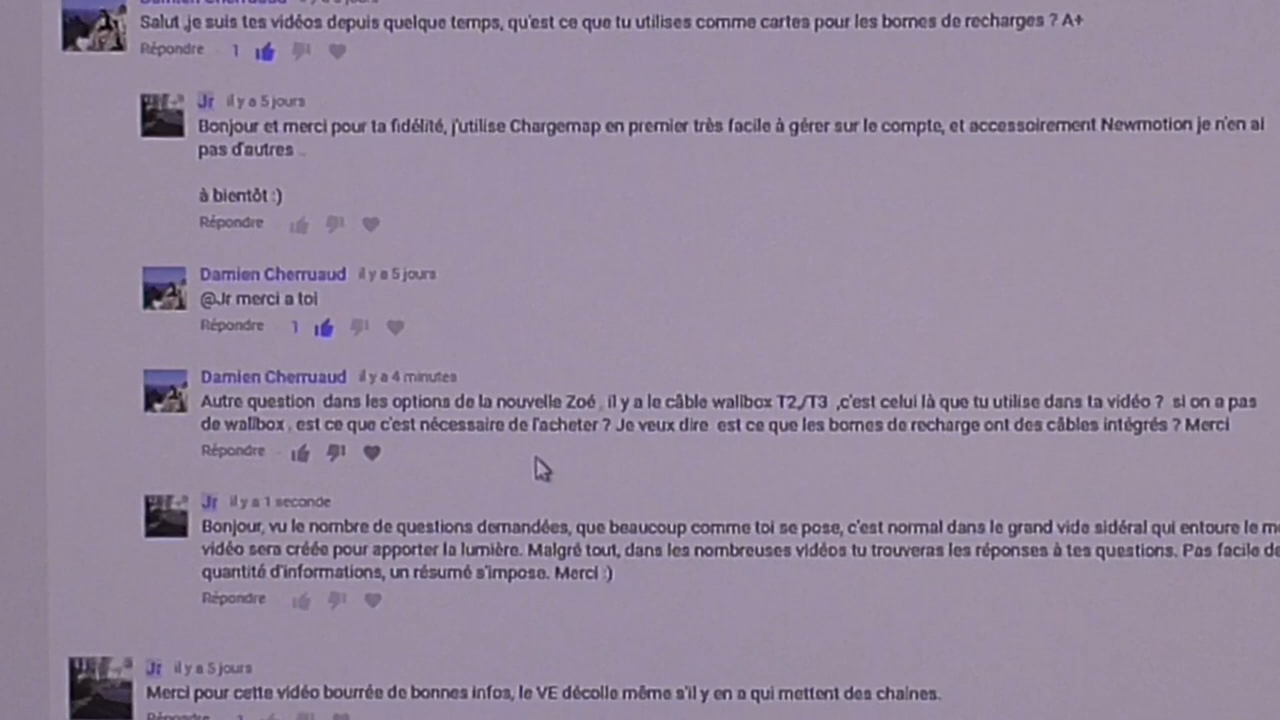 Damien Cherruaud
Salut je suis tes vidéos depuis quelque temps, qu'est ce que tu utilises comme cartes pour les bornes de recharges ? A+
Répondre 1
Jr il y a 5 jours
Bonjour et merci pour ta fidélité, j'utilise Chargemap en premier très facile à gérer sur le compte, et accessoirement Newmotion je n'en ai
pas d'autres ..
à bientôt :)
Répondre
Damien Cherruaud il y a 5 jours
@Jr merci a toi
Répondre 1
Damien Cherruaud il y a 4 minutes
Autre question dans les options de la nouvelle Zoé , il y a le câble wallbox T2/T3 ,c'est celui là que tu utilise dans ta vidéo ? si on a pas
de wallbox , est ce que c'est nécessaire de l'acheter ? Je veux dire est ce que les bornes de recharge ont des câbles intégrés ? Merci
Répondre
Jr il y a 1 seconde
Bonjour, vu le nombre de questions demandées, que beaucoup comme toi se pose, c'est normal dans le grand vide sidéral qui entoure le
vidéo sera créée pour apporter la lumière. Malgré tout, dans les nombreuses vidéos tu trouveras les réponses à tes questions. Pas facile
quantité d'informations, un résumé s'impose. Merci :)
Répondre
Jr il y a 5 jours
Merci pour cette vidéo bourrée de bonnes infos, le VE décolle même s'il y en a qui mettent des chaines.
Répondre